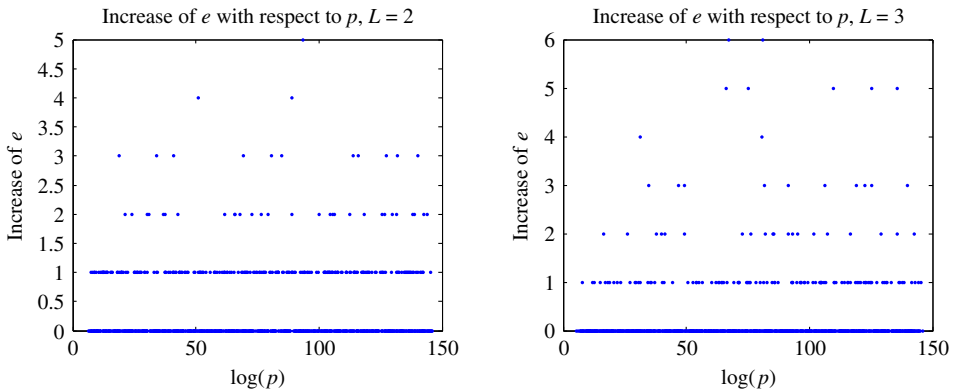 Increase of e with respect to p, L = 2
5
4.5
4
3.5
3
2.5
2
1.5
1
0.5
0
Increase of e
0 50 100 150
log(p)
Increase of e with respect to p, L = 3
6
5
4
3
2
1
0
Increase of e
0 50 100 150
log(p)